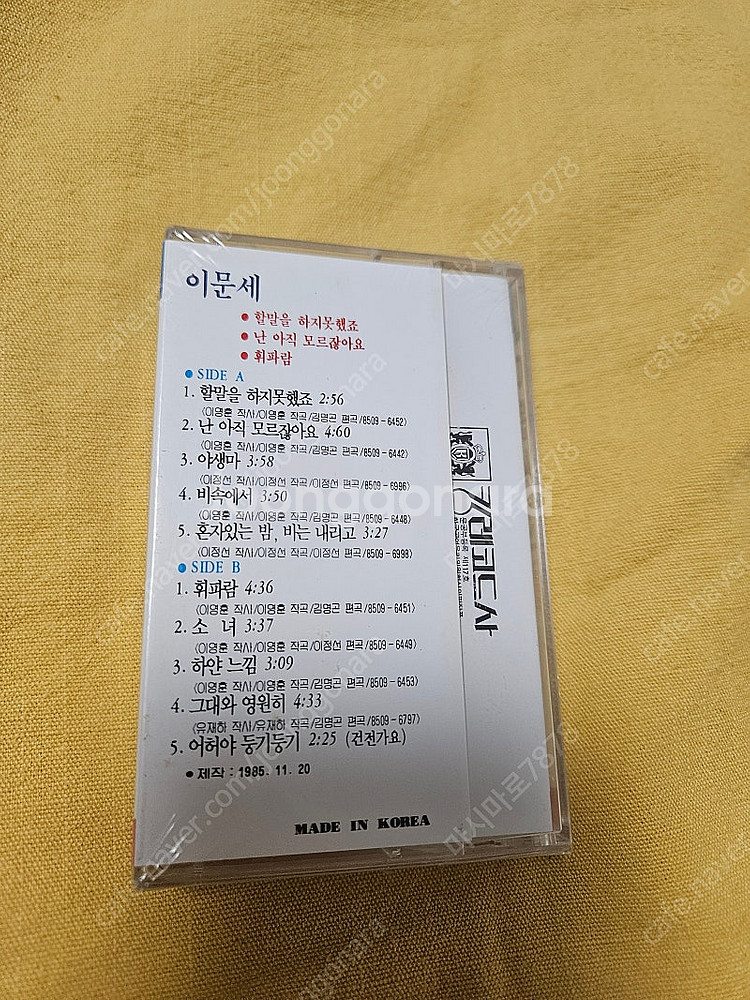 이문세
● 할말을 하지못했죠
● 난 아직 모르잖아요
● 휘파람
● SIDE A
1. 할말을 하지못했죠 2:56
(이영훈 작사/이영훈 작곡/김명곤 편곡/8509-6452)
2. 난 아직 모르잖아요 4:60
(이영훈 작사/이영훈 작곡/김명곤 편곡/8509-6442)
3. 야생마 3:58
(이정선 작사/이정선 작곡/이정선 편곡/8509-6996)
4. 비속에서 3:50
(이영훈 작사/이영훈 작곡/김명곤 편곡/8509-6448)
5. 혼자있는 밤, 비는 내리고 3:27
(이정선 작사/이정선 작곡/이정선 편곡/8509-6998)
● SIDE B
1. 휘파람 4:36
(이영훈 작사/이영훈 작곡/김명곤 편곡/8509-6451)
2. 소 녀 3:37
(이영훈 작사/이영훈 작곡/이정선 편곡/8509-6449)
3. 하얀 느낌 3:09
(이영훈 작사/이영훈 작곡/김명곤 편곡/8509-6453)
4. 그대와 영원히 4:33
(유재하 작사/유재하 작곡/김명곤 편곡/8509-6797)
5. 어허야 둥기둥기 2:25 (건전가요)
● 제작 : 1985. 11. 20
MADE IN KOREA
킹레코드사
joonggonara
cafe.naver.com/joonggonara
마시마로7878